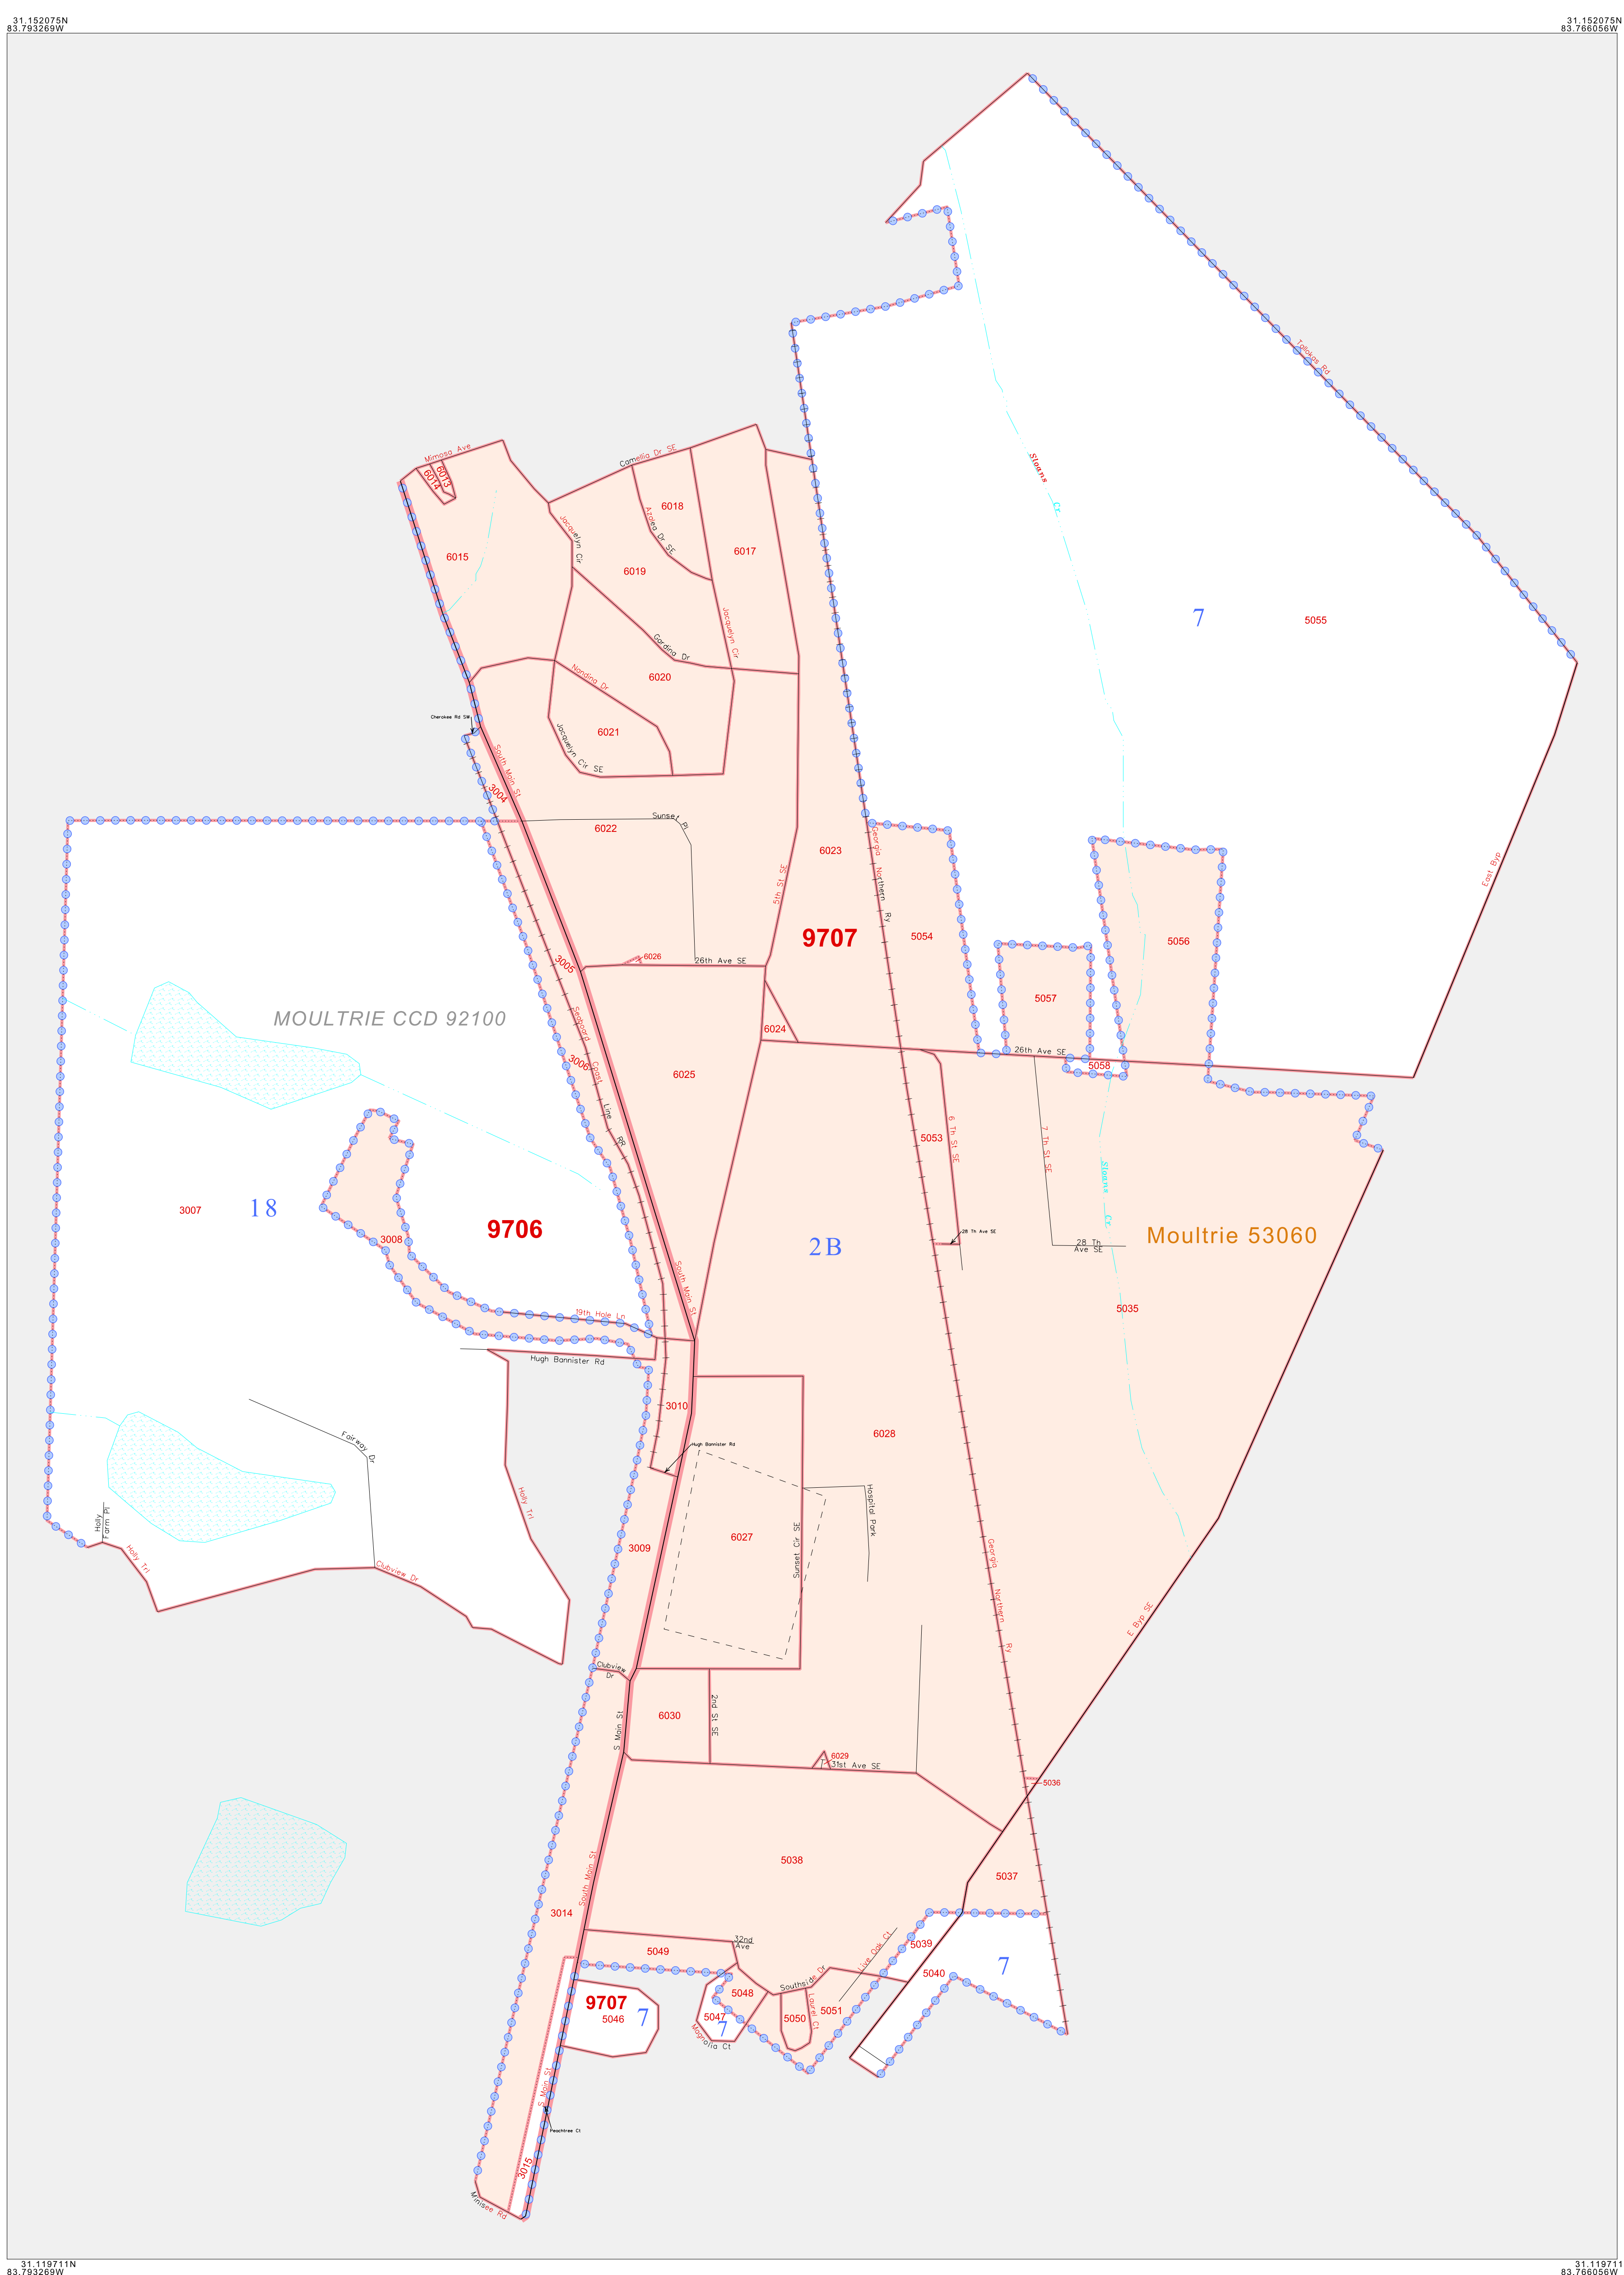 31.152075N
83.793269W
31.152075N
83.766056W
Tallokas Rd
Sloans
Cr
Mimosa Ave
6013
6014
Camellia Dr SE
6018
Azalea Dr SE
Jacquelyn Cir
6015
6017
6019
7
5055
Jacquelyn Cir
Gardina Dr
6020
Nandina Dr
Cherokee Rd SW
6021
Jacquelyn Cir SE
South Main St
3004
Sunset Pl
6022
6023
Georgia Northern Ry
5th St SE
East Byp
9707
5054
5056
6026
26th Ave SE
3005
5057
MOULTRIE CCD 92100
Seaboard Coast Line RR
6024
26th Ave SE
3006
5058
6025
6 Th St SE
5053
7 Th St SE
Sloans Cr
3007
18
9706
3008
28 Th Ave SE
2B
Moultrie 53060
28 Th
Ave SE
South Main St
5035
19th Hole Ln
Hugh Bannister Rd
3010
6028
Fairway Dr
Hugh Bannister Rd
Holly
Farm Pl
Holly Trl
Hospital Park
6027
Sunset Cir SE
3009
Georgia Northern Ry
Holly Trl
Clubview Dr
E Byp SE
Clubview
Dr
S Main St
6030
2nd St SE
6029
31st Ave SE
5036
5038
South Main St
5037
3014
32nd
Ave
5049
Live Oak Ct
5039
5040
7
Southside Dr
9707
5046
7
5048
5047
7
5050
Laurel Ct
5051
Magnolia Ct
S Main St
Peachtree Ct
3015
Minisee Rd
31.119711N
83.793269W
31.119711
83.766056W